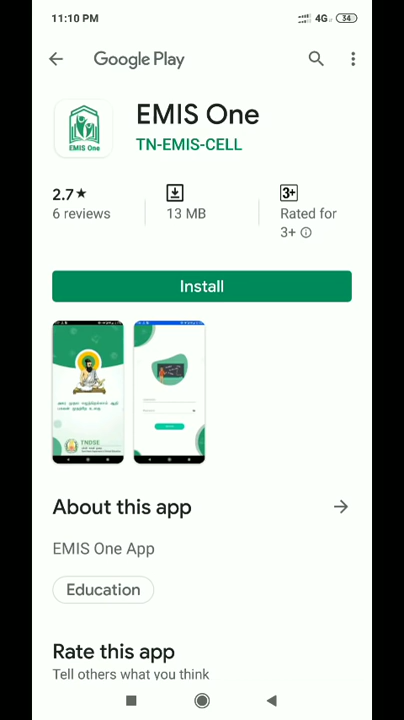 11:10 PM 4G 34
Google Play
EMIS One
EMIS One
TN-EMIS-CELL
2.7★
6 reviews
13 MB
3+
Rated for
3+
Install
TNDSE
About this app
EMIS One App
Education
Rate this app
Tell others what you think